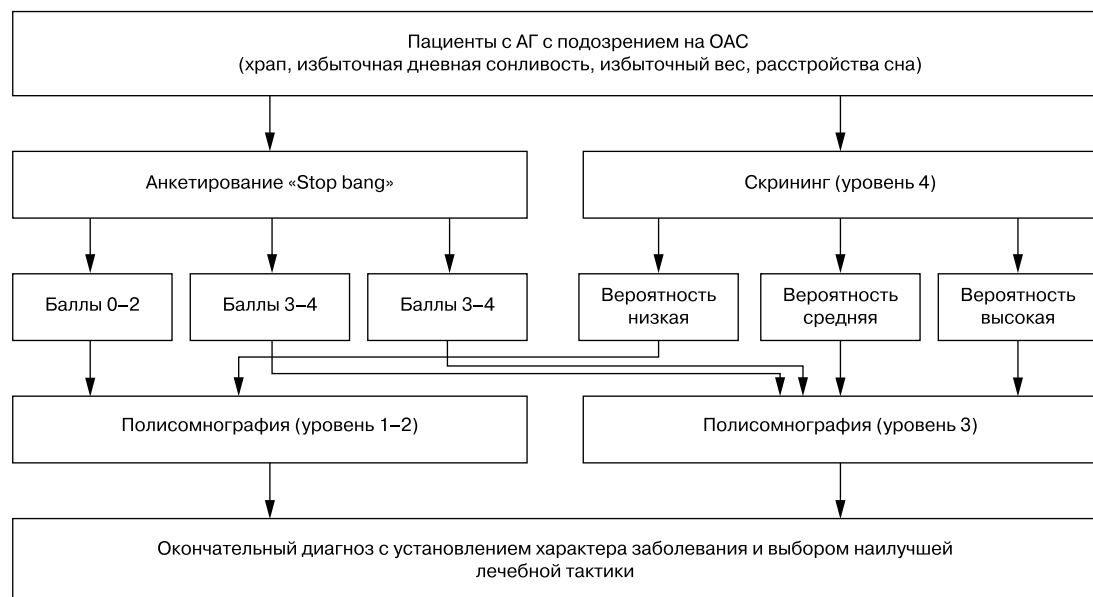 Пациенты с АГ с подозрением на ОАС
(храп, избыточная дневная сонливость, избыточный вес, расстройства сна)
Анкетирование «Stop bang»
Скрининг (уровень 4)
Баллы 0–2
Баллы 3–4
Баллы 3–4
Вероятность
низкая
Вероятность
средняя
Вероятность
высокая
Полисомнография (уровень 1–2)
Полисомнография (уровень 3)
Окончательный диагноз с установлением характера заболевания и выбором наилучшей
лечебной тактики